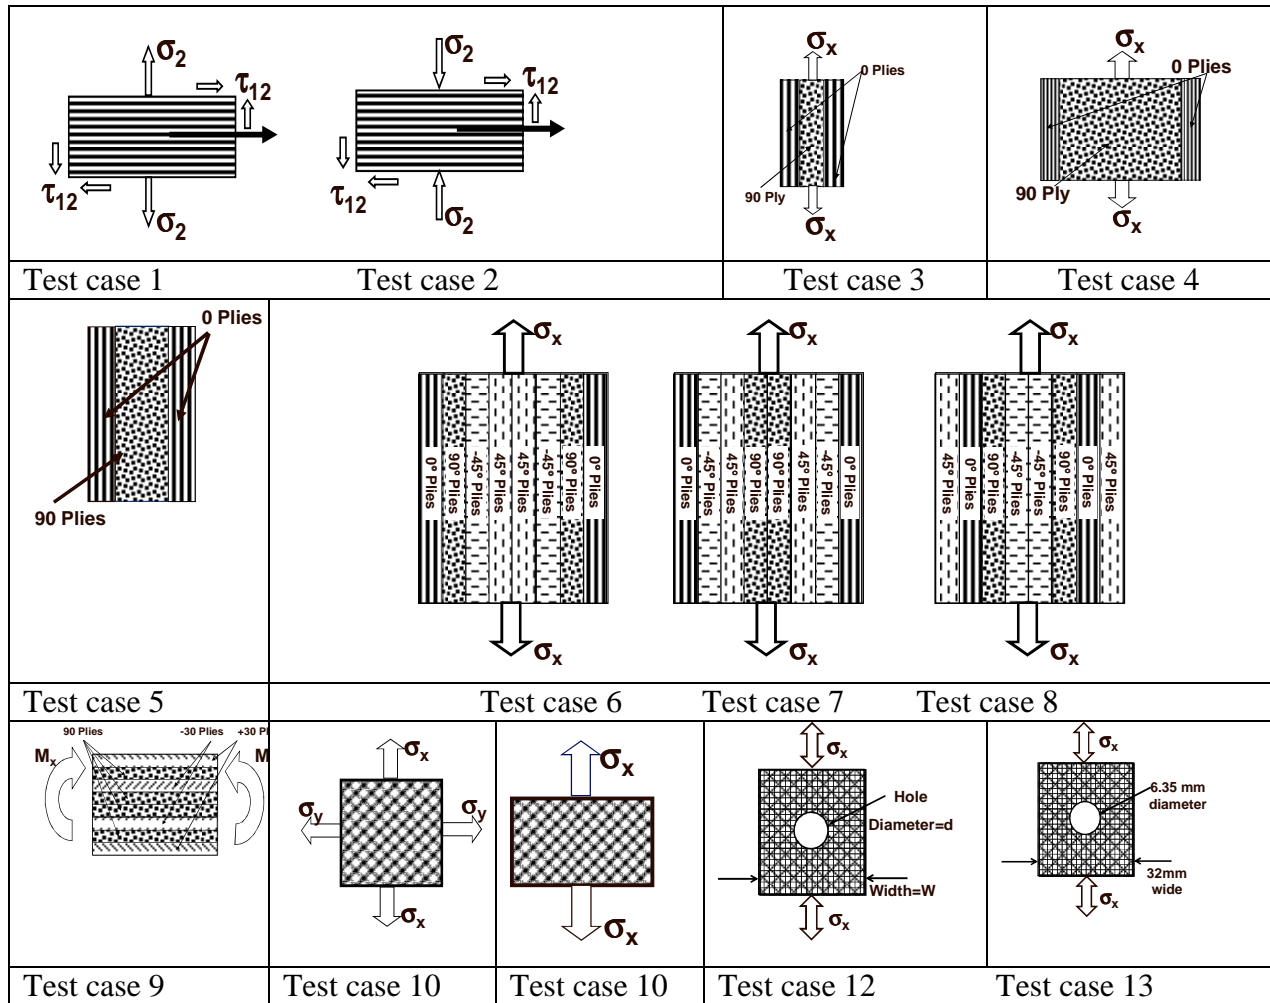 σ2
τ12
τ12
σ2
σ2
τ12
τ12
σ2
σx
0 Plies
90 Ply
σx
σx
0 Plies
90 Ply
σx
Test case 1
Test case 2
Test case 3
Test case 4
0 Plies
90 Plies
σx
0° Plies
90° Plies
-45° Plies
45° Plies
45° Plies
-45° Plies
90° Plies
0° Plies
σx
σx
0° Plies
-45° Plies
45° Plies
90° Plies
90° Plies
45° Plies
-45° Plies
0° Plies
σx
σx
45° Plies
0° Plies
90° Plies
-45° Plies
-45° Plies
90° Plies
0° Plies
45° Plies
σx
Test case 5
Test case 6
Test case 7
Test case 8
90 Plies
-30 Plies
+30 Pl
Mx
M
σx
σy
σy
σx
σx
σx
σx
Hole
Diameter=d
Width=W
σx
σx
6.35 mm
diameter
32mm
wide
σx
Test case 9
Test case 10
Test case 10
Test case 12
Test case 13